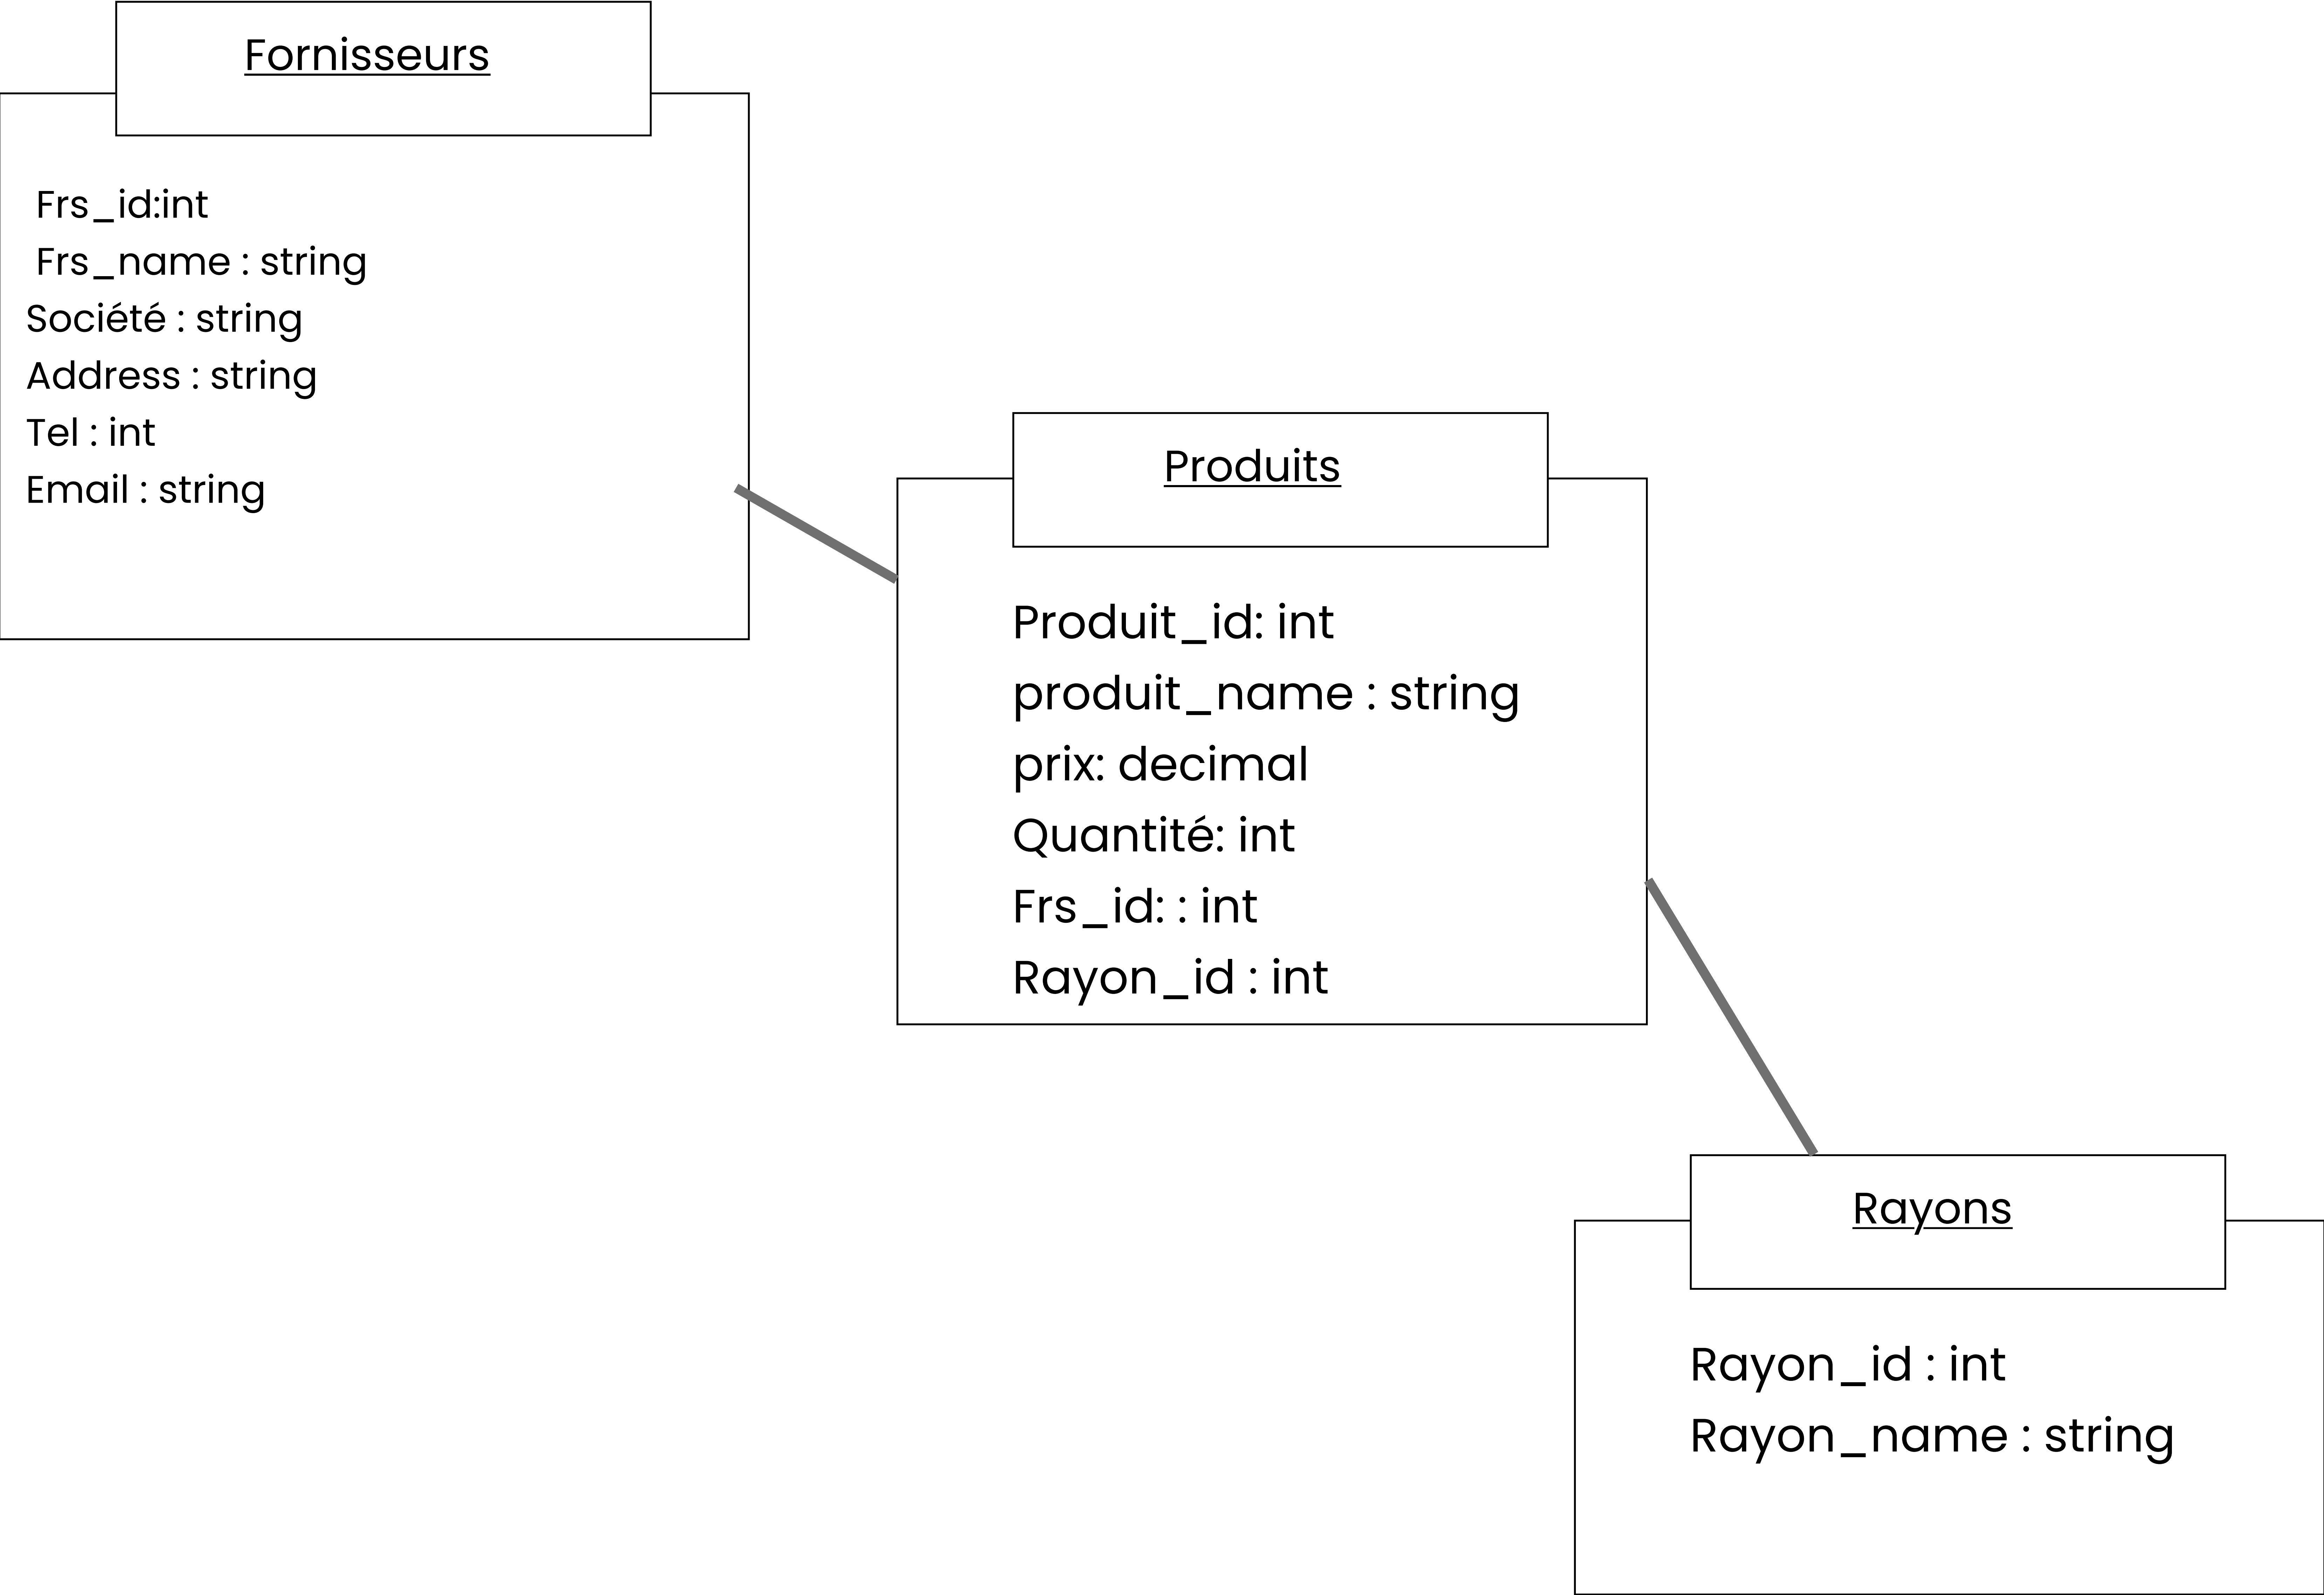 Fornisseurs
Frs_id:int
Frs_name : string
Société : string
Address : string
Tel : int
Email : string
Produits
Produit_id: int
produit_name : string
prix: decimal
Quantité: int
Frs_id: : int
Rayon_id : int
Rayons
Rayon_id : int
Rayon_name : string